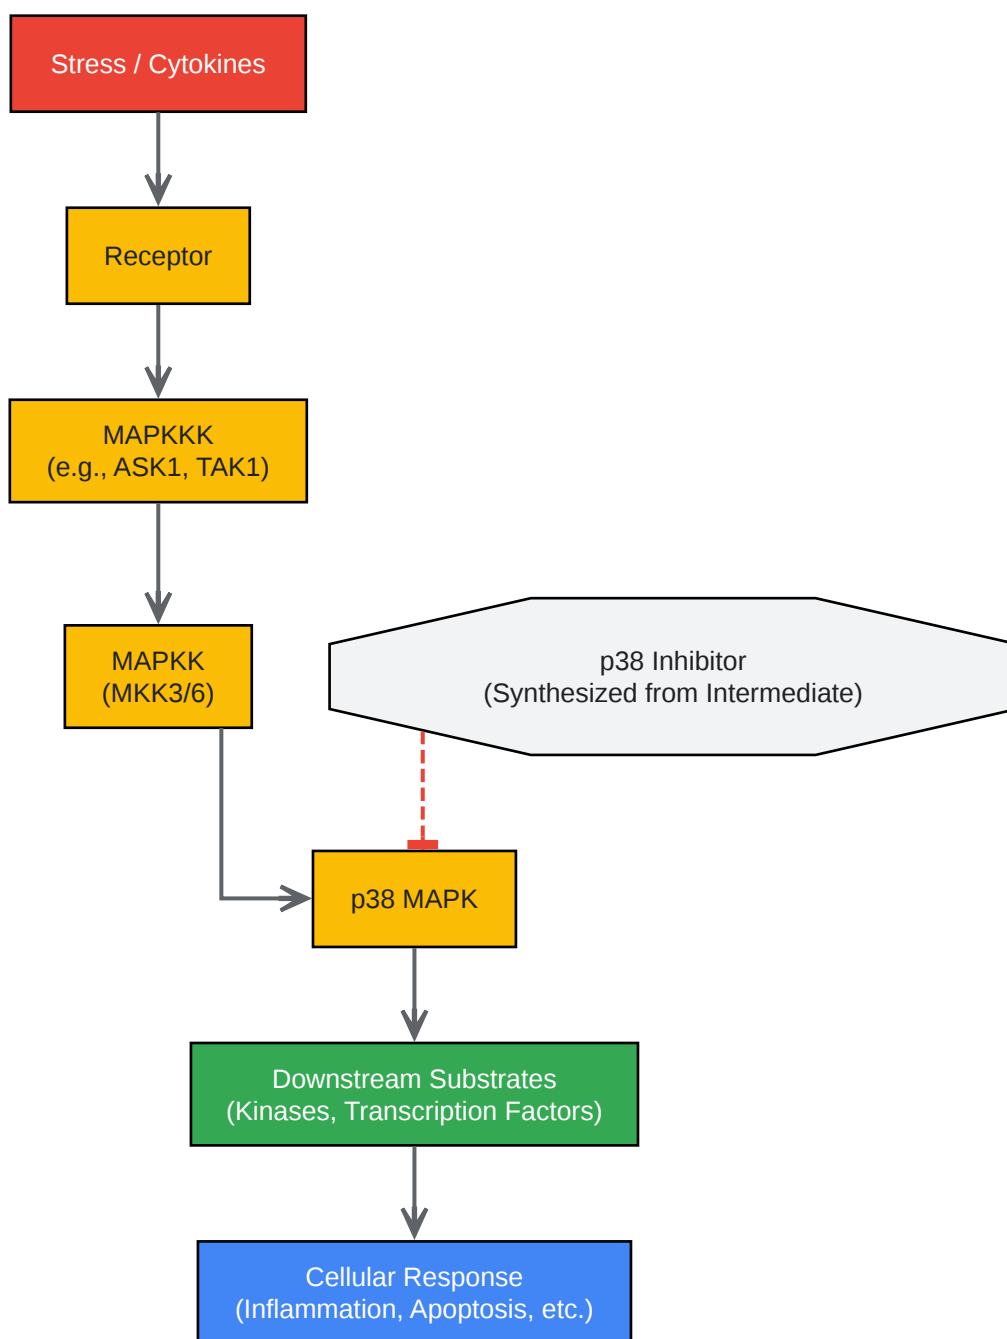 Stress / Cytokines
Receptor
MAPKKK
(e.g., ASK1, TAK1)
MAPKK
(MKK3/6)
p38 Inhibitor
(Synthesized from Intermediate)
p38 MAPK
Downstream Substrates
(Kinases, Transcription Factors)
Cellular Response
(Inflammation, Apoptosis, etc.)